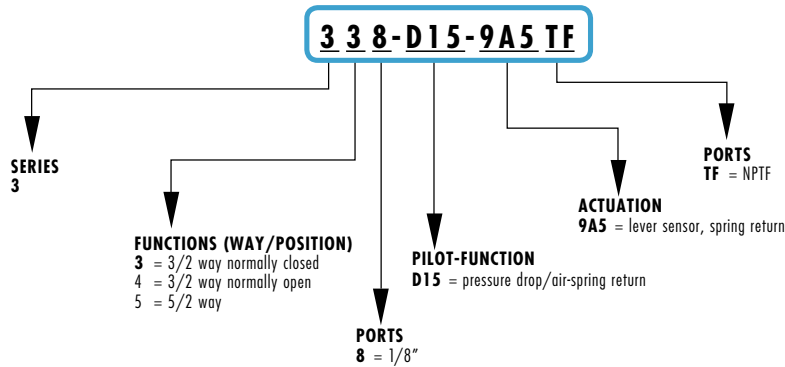 338-D15-9A5TF
SERIES
3
FUNCTIONS (WAY/POSITION)
3 = 3/2 way normally closed
4 = 3/2 way normally open
5 = 5/2 way
PORTS
8 = 1/8”
PILOT-FUNCTION
D15 = pressure drop/air-spring return
ACTUATION
9A5 = lever sensor, spring return
PORTS
TF = NPTF